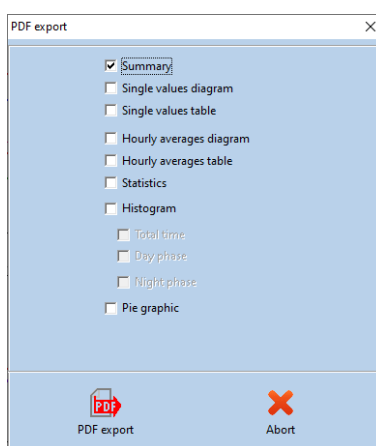 PDF export
Summary
Single values diagram
Single values table
Hourly averages diagram
Hourly averages table
Statistics
Histogram
Total time
Day phase
Night phase
Pie graphic
PDF
PDF export
Abort